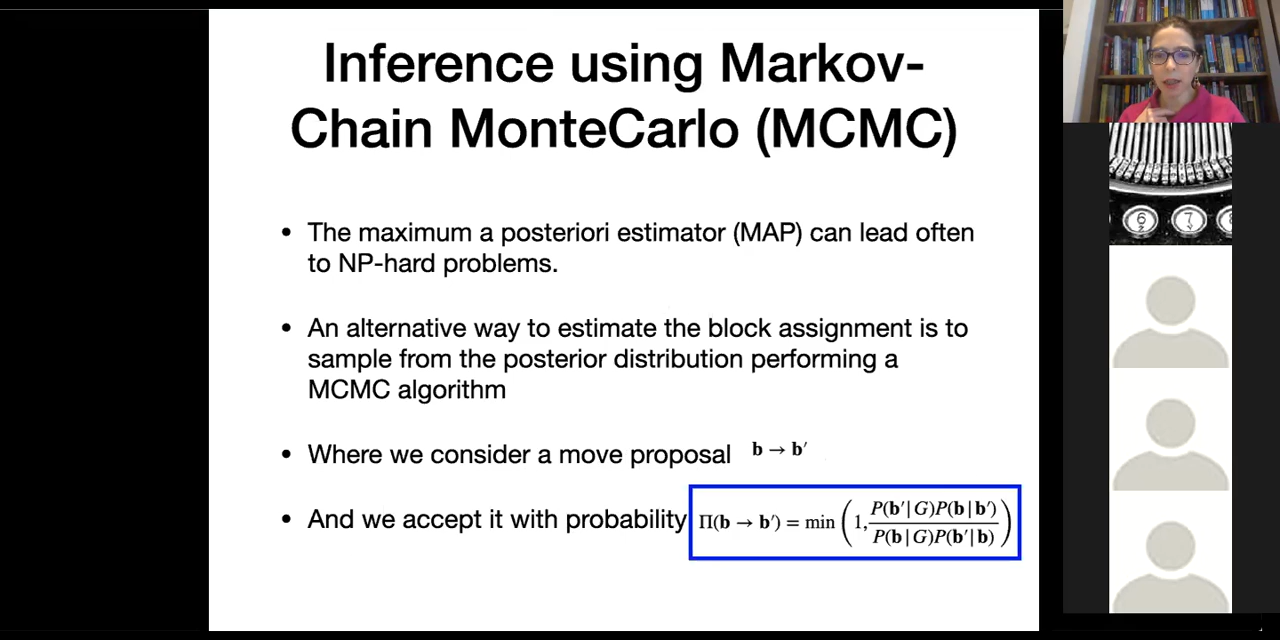 Inference using Markov-
Chain MonteCarlo (MCMC)
• The maximum a posteriori estimator (MAP) can lead often
to NP-hard problems.
• An alternative way to estimate the block assignment is to
sample from the posterior distribution performing a
MCMC algorithm
• Where we consider a move proposal b → b′
• And we accept it with probability Π(b → b′) = min (1, P(b′|G)P(b|b′) / P(b|G)P(b′|b))
6 7